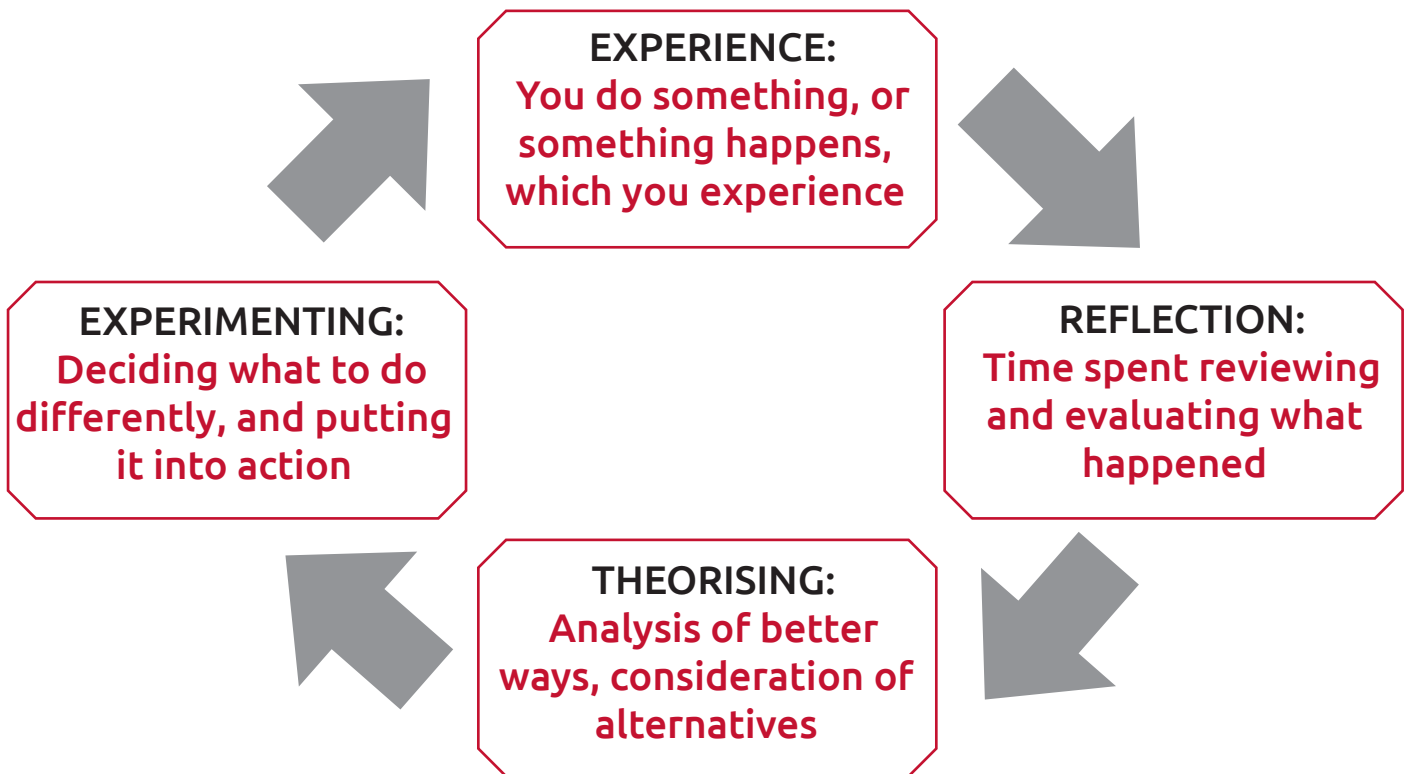 EXPERIENCE:
You do something, or
something happens,
which you experience
REFLECTION:
Time spent reviewing
and evaluating what
happened
THEORISING:
Analysis of better
ways, consideration of
alternatives
EXPERIMENTING:
Deciding what to do
differently, and putting
it into action